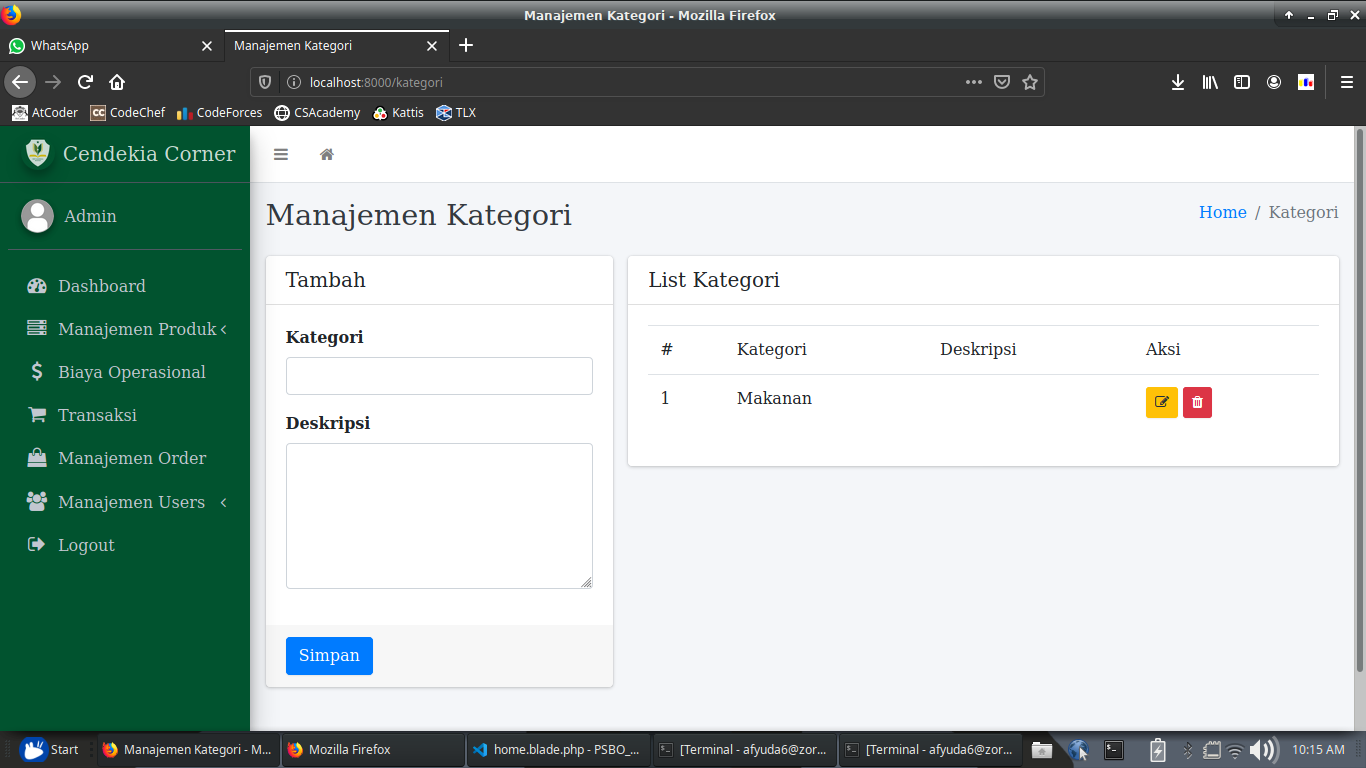 Manajemen Kategori - Mozilla Firefox
WhatsApp
Manajemen Kategori
localhost:8000/kategori
AtCoder
CC CodeChef
CodeForces
CSAcademy
Kattis
TLX
Cendekia Corner
Admin
Dashboard
Manajemen Produk
Biaya Operasional
Transaksi
Manajemen Order
Manajemen Users
Logout
Manajemen Kategori
Home / Kategori
Tambah
Kategori
Deskripsi
Simpan
List Kategori
# Kategori Deskripsi Aksi
1 Makanan
Start
Manajemen Kategori - M...
Mozilla Firefox
home.blade.php - PSBO_...
[Terminal - afyuda6@zor...
[Terminal - afyuda6@zor...
10:15 AM